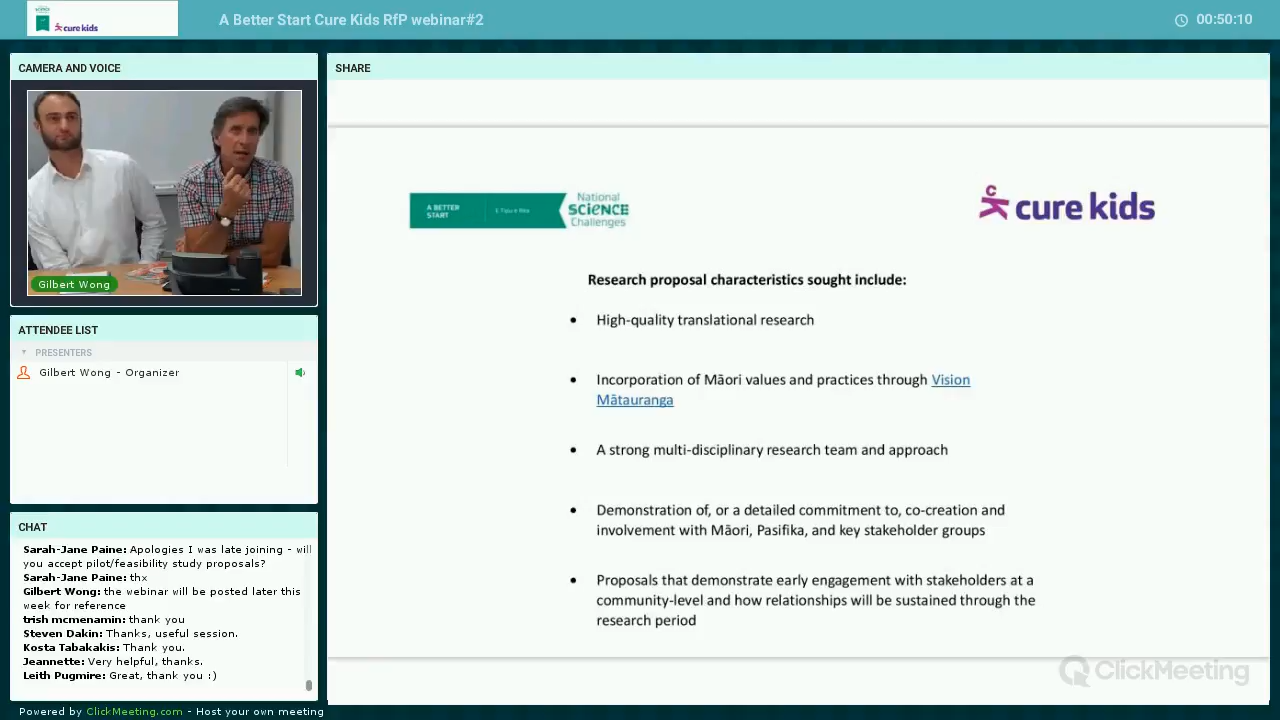 cure kids
A Better Start Cure Kids RfP webinar#2
00:50:10
CAMERA AND VOICE
Gilbert Wong
ATTENDEE LIST
PRESENTERS
Gilbert Wong - Organizer
CHAT
Sarah-Jane Paine: Apologies I was late joining - will
you accept pilot/feasibility study proposals?
Sarah-Jane Paine: thx
Gilbert Wong: the webinar will be posted later this
week for reference
trish mcmenamin: thank you
Steven Dakin: Thanks, useful session.
Kosta Tabakakis: Thank you.
Jeannette: Very helpful, thanks.
Leith Pugmire: Great, thank you :)
Powered by ClickMeeting.com - Host your own meeting
SHARE
A BETTER
START
National
SCiENCE
Challenges
cure kids
Research proposal characteristics sought include:
• High-quality translational research
• Incorporation of Māori values and practices through Vision
Mātauranga
• A strong multi-disciplinary research team and approach
• Demonstration of, or a detailed commitment to, co-creation and
involvement with Māori, Pasifika, and key stakeholder groups
• Proposals that demonstrate early engagement with stakeholders at a
community-level and how relationships will be sustained through the
research period
ClickMeeting